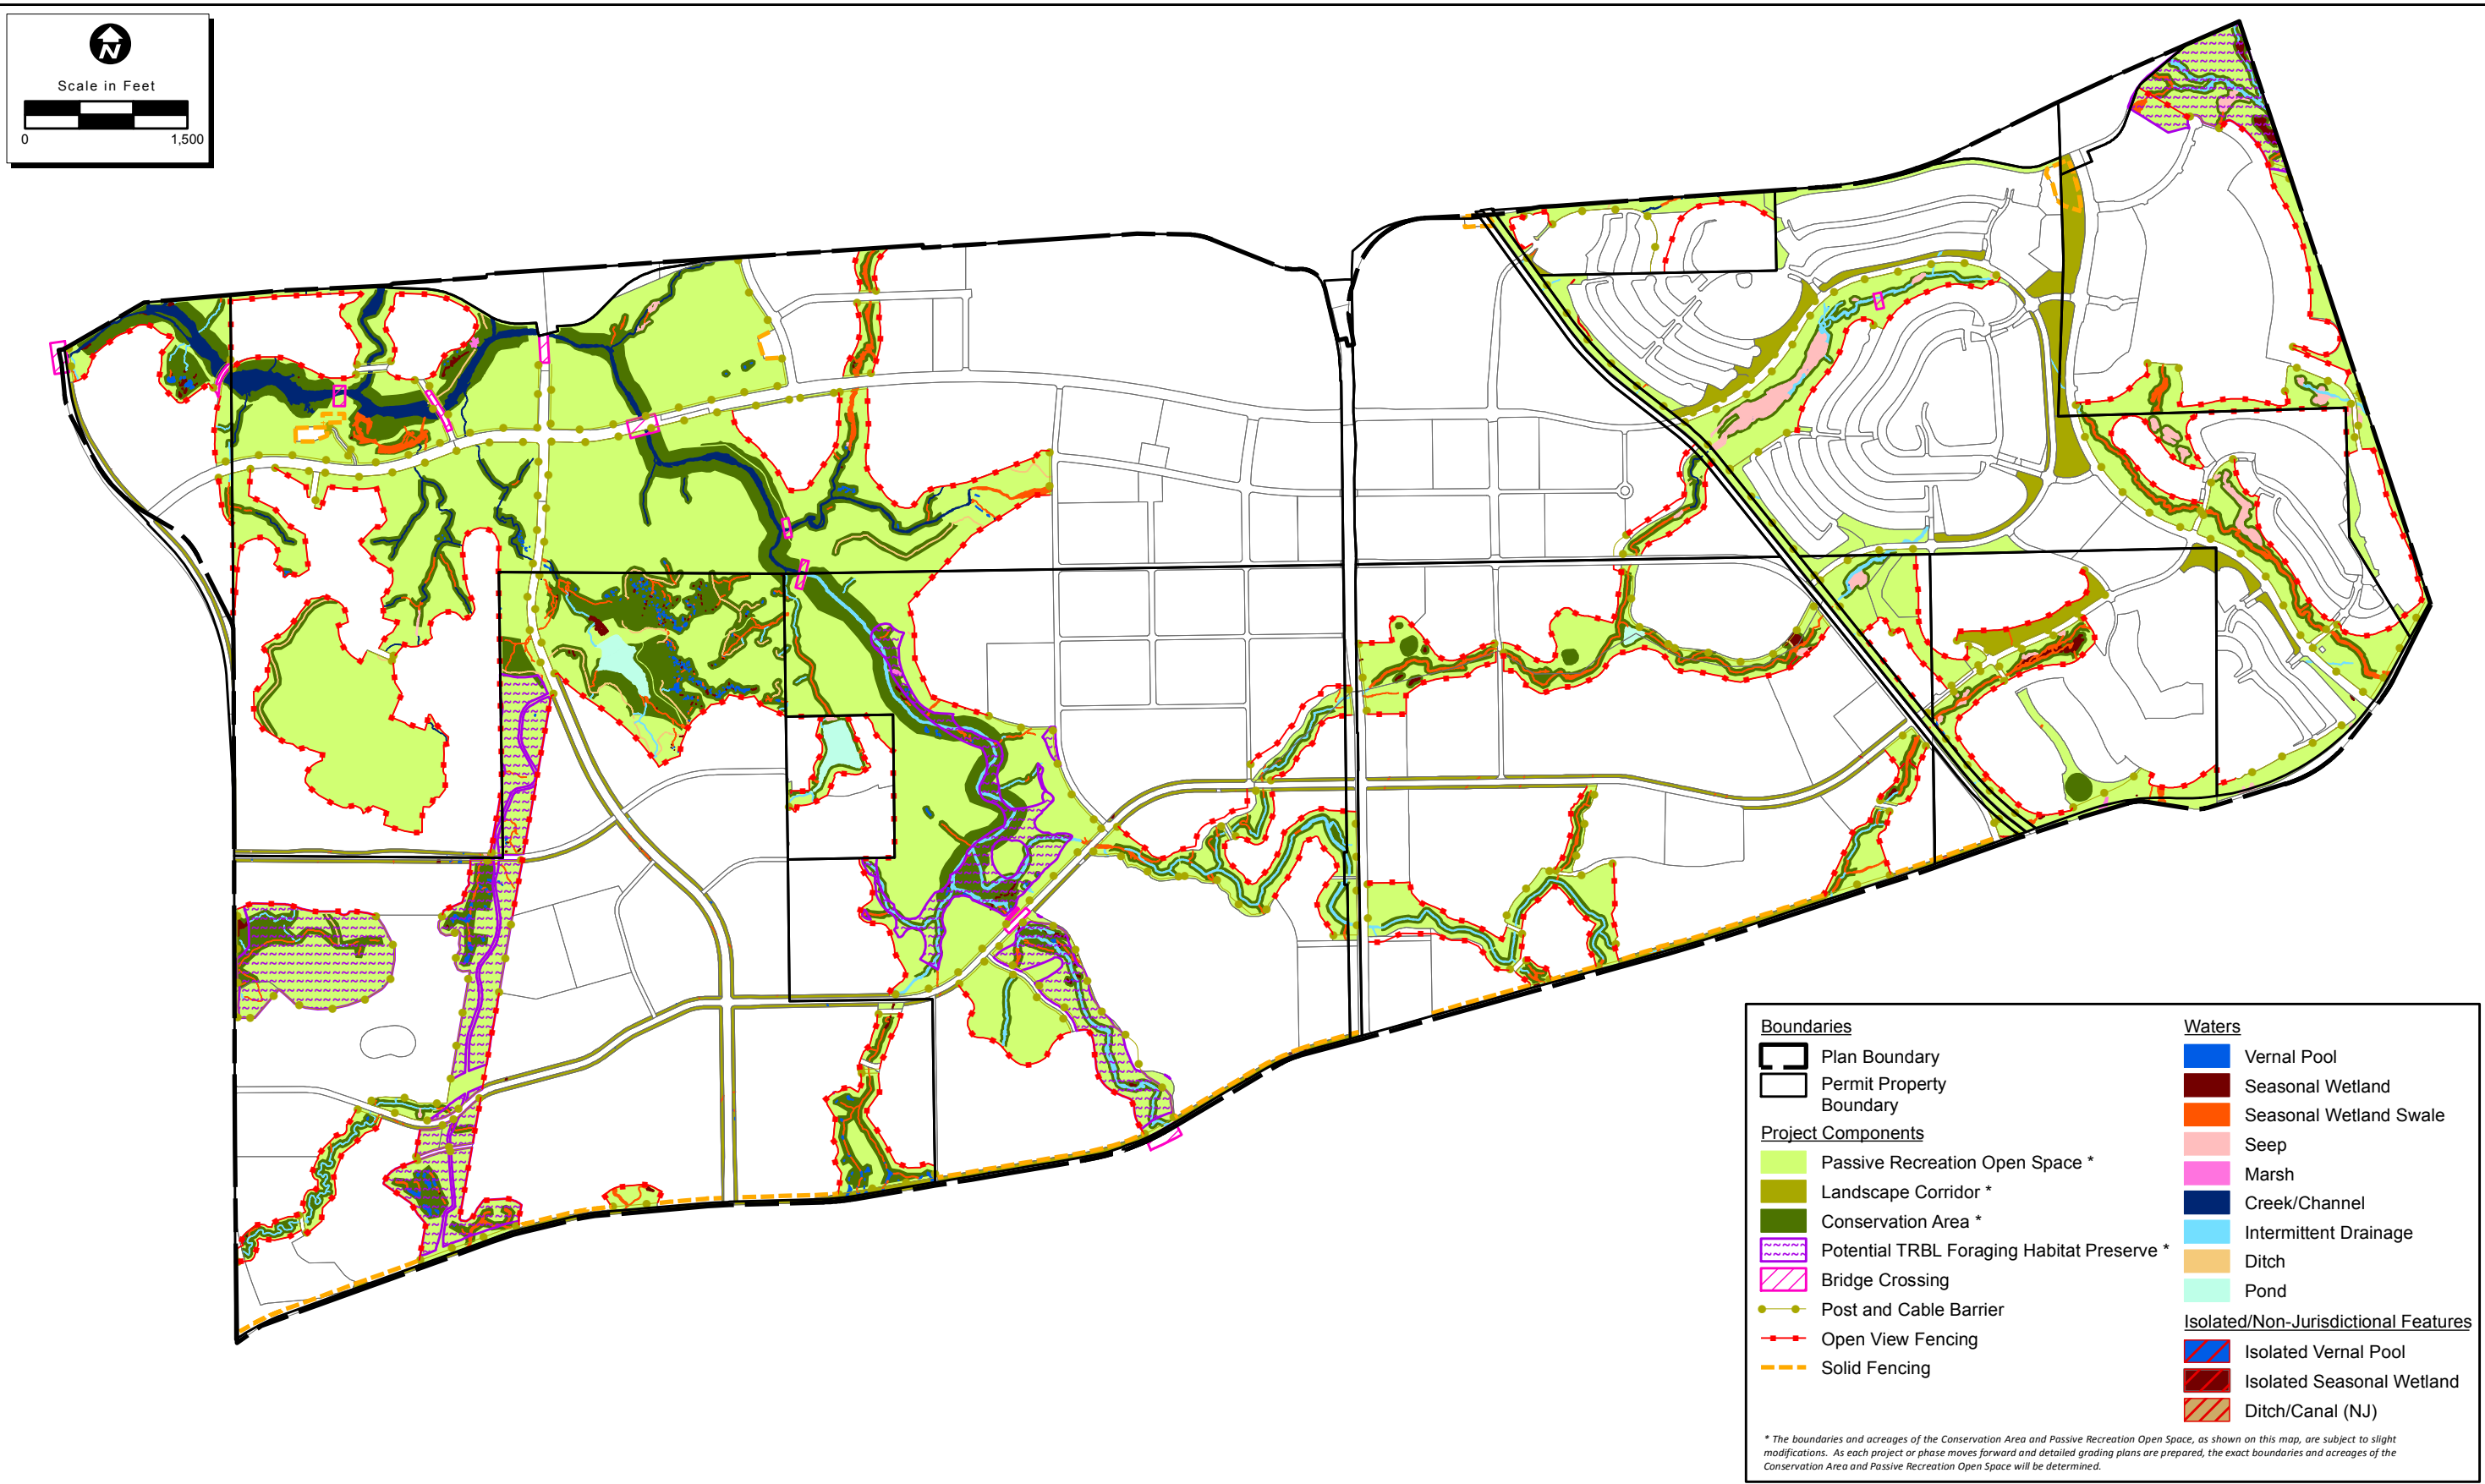 N
Scale in Feet
0 1,500
Boundaries
Plan Boundary
Permit Property
Boundary
Project Components
Passive Recreation Open Space *
Landscape Corridor *
Conservation Area *
Potential TRBL Foraging Habitat Preserve *
Bridge Crossing
Post and Cable Barrier
Open View Fencing
Solid Fencing
Waters
Vernal Pool
Seasonal Wetland
Seasonal Wetland Swale
Seep
Marsh
Creek/Channel
Intermittent Drainage
Ditch
Pond
Isolated/Non-Jurisdictional Features
Isolated Vernal Pool
Isolated Seasonal Wetland
Ditch/Canal (NJ)
* The boundaries and acreages of the Conservation Area and Passive Recreation Open Space, as shown on this map, are subject to slight
modifications. As each project or phase moves forward and detailed grading plans are prepared, the exact boundaries and acreages of the
Conservation Area and Passive Recreation Open Space will be determined.